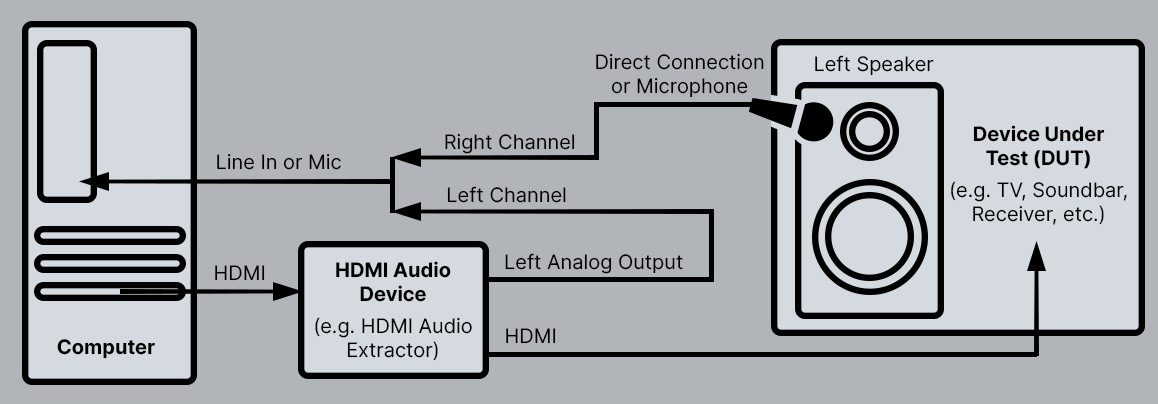 Direct Connection
or Microphone
Left Speaker
Right Channel
Line In or Mic
Left Channel
Device Under
Test (DUT)
(e.g. TV, Soundbar,
Receiver, etc.)
HDMI
HDMI Audio
Device
(e.g. HDMI Audio
Extractor)
Left Analog Output
HDMI
Computer